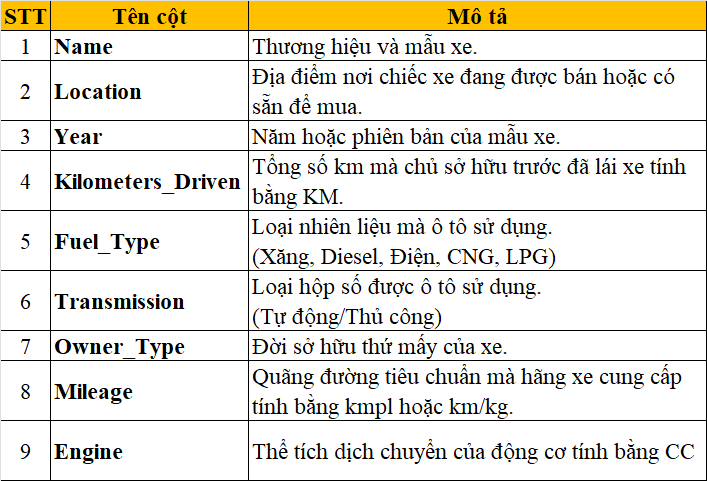 STT Tên cột Mô tả
1 Name Thương hiệu và mẫu xe.
2 Location Địa điểm nơi chiếc xe đang được bán hoặc có
sẵn để mua.
3 Year Năm hoặc phiên bản của mẫu xe.
4 Kilometers_Driven Tổng số km mà chủ sở hữu trước đã lái xe tính
bằng KM.
5 Fuel_Type Loại nhiên liệu mà ô tô sử dụng.
(Xăng, Diesel, Điện, CNG, LPG)
6 Transmission Loại hộp số được ô tô sử dụng.
(Tự động/Thủ công)
7 Owner_Type Đời sở hữu thứ mấy của xe.
8 Mileage Quãng đường tiêu chuẩn mà hãng xe cung cấp
tính bằng kmpl hoặc km/kg.
9 Engine Thể tích dịch chuyển của động cơ tính bằng CC